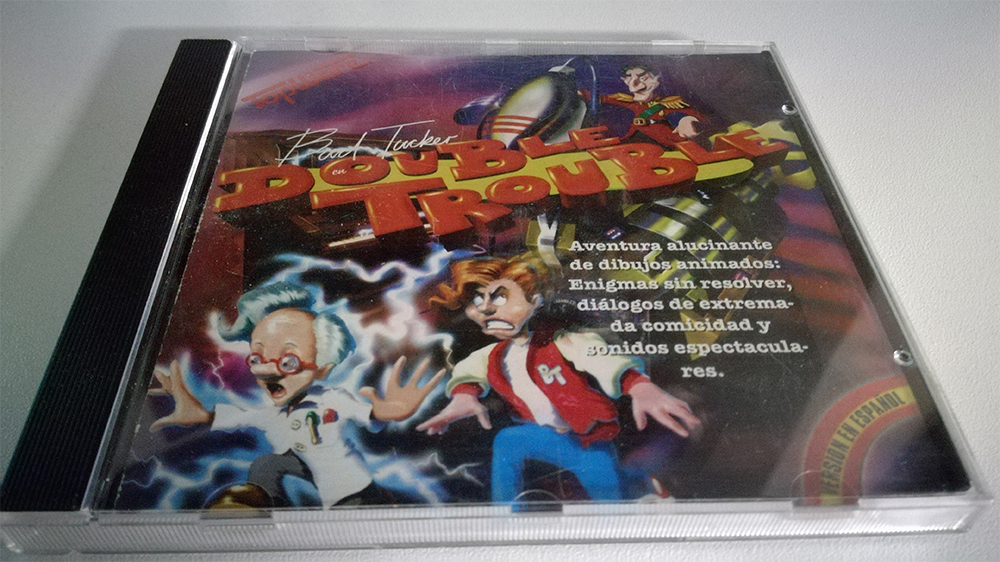 Bud Tucker
en
DOUBLE
TROUBLE
Aventura alucinante
de dibujos animados:
Enigmas sin resolver,
diálogos de extrema-
da comicidad y
sonidos espectacula-
res.
BT
VERSION EN ESPAÑOL